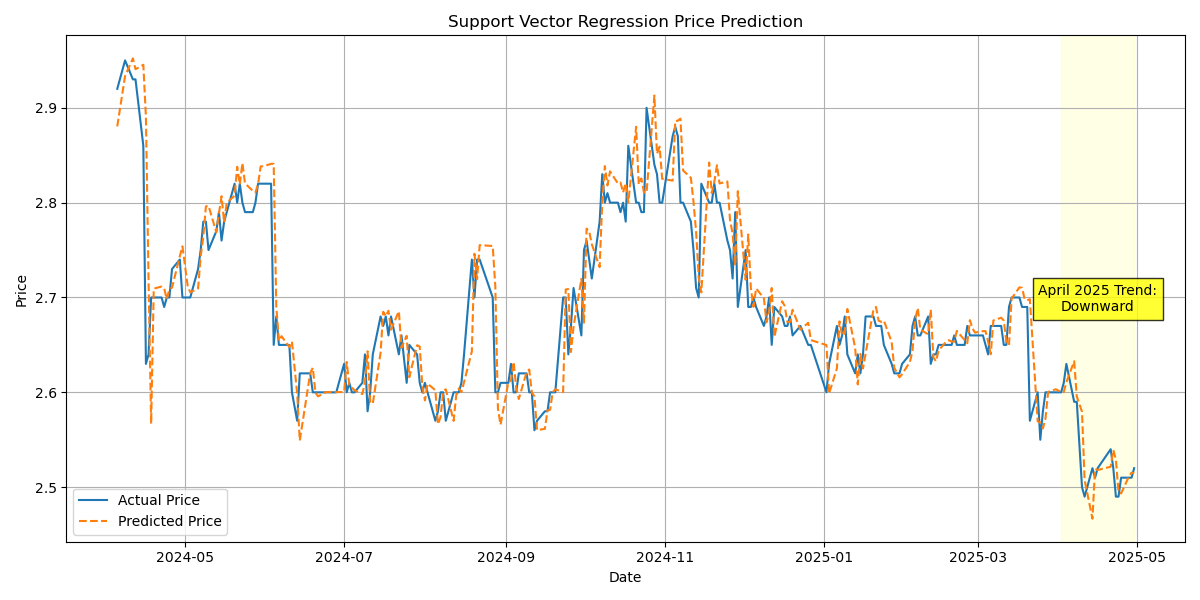 Support Vector Regression Price Prediction
Price
2.9
2.8
2.7
2.6
2.5
April 2025 Trend:
Downward
Actual Price
Predicted Price
2024-05
2024-07
2024-09
2024-11
2025-01
2025-03
2025-05
Date